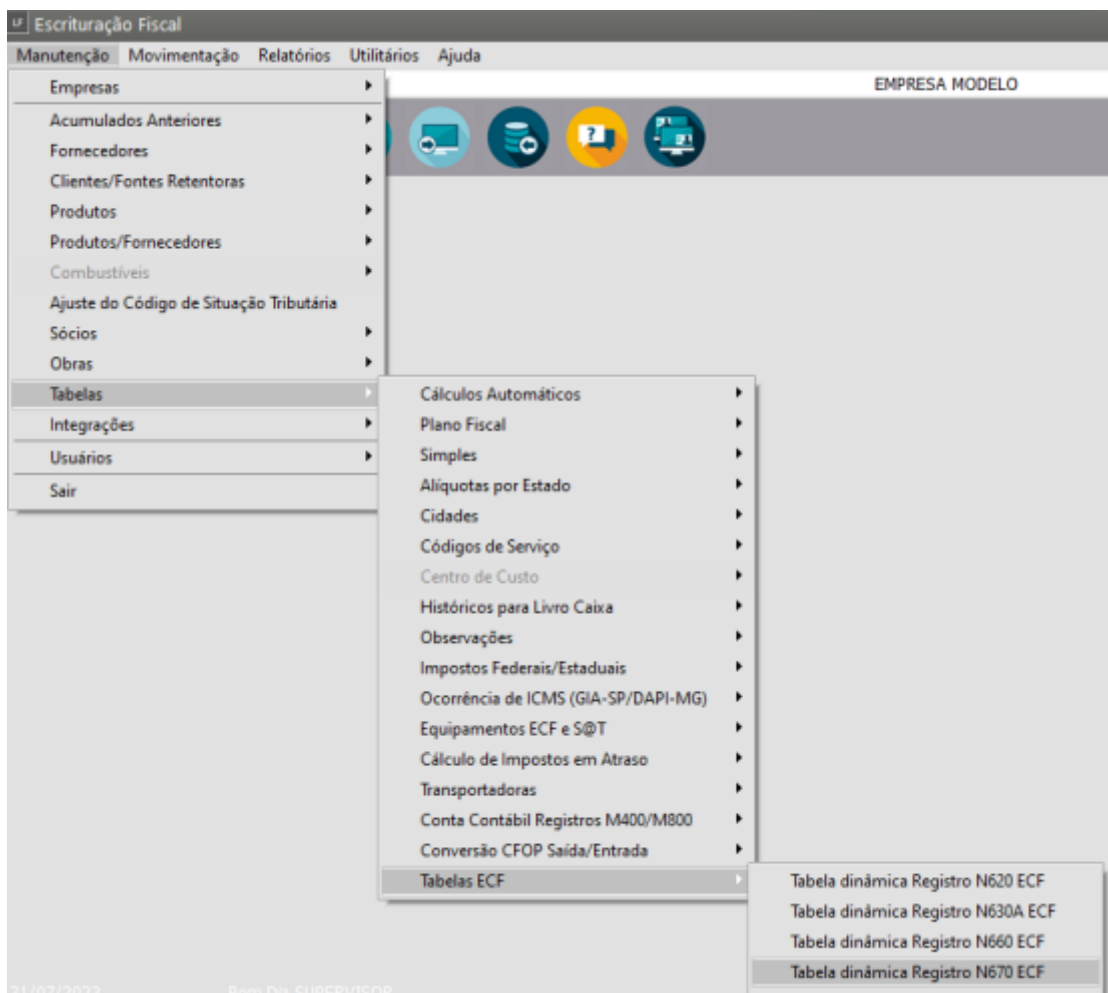 LF Escrituração Fiscal
Manutenção Movimentação Relatórios Utilitários Ajuda
EMPRESA MODELO
Empresas
Acumulados Anteriores
Fornecedores
Clientes/Fontes Retentoras
Produtos
Produtos/Fornecedores
Combustíveis
Ajuste do Código de Situação Tributária
Sócios
Obras
Tabelas
Integrações
Usuários
Sair
Cálculos Automáticos
Plano Fiscal
Simples
Alíquotas por Estado
Cidades
Códigos de Serviço
Centro de Custo
Históricos para Livro Caixa
Observações
Impostos Federais/Estaduais
Ocorrência de ICMS (GIA-SP/DAPI-MG)
Equipamentos ECF e S@T
Cálculo de Impostos em Atraso
Transportadoras
Conta Contábil Registros M400/M800
Conversão CFOP Saída/Entrada
Tabelas ECF
Tabela dinâmica Registro N620 ECF
Tabela dinâmica Registro N630A ECF
Tabela dinâmica Registro N660 ECF
Tabela dinâmica Registro N670 ECF